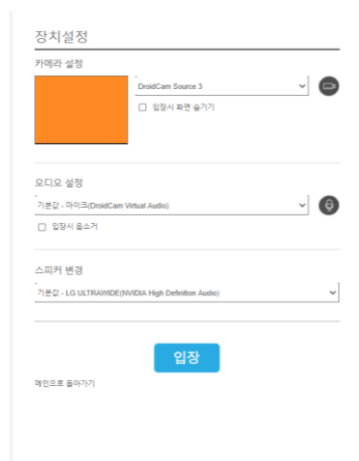 장치설정
카메라 설정
DroidCam Source 3
입장시 화면 숨기기
오디오 설정
기본값 - 마이크(DroidCam Virtual Audio)
입장시 음소거
스피커 변경
기본값 - LG ULTRAWIDE(NVIDIA High Definition Audio)
입장
메인으로 돌아가기